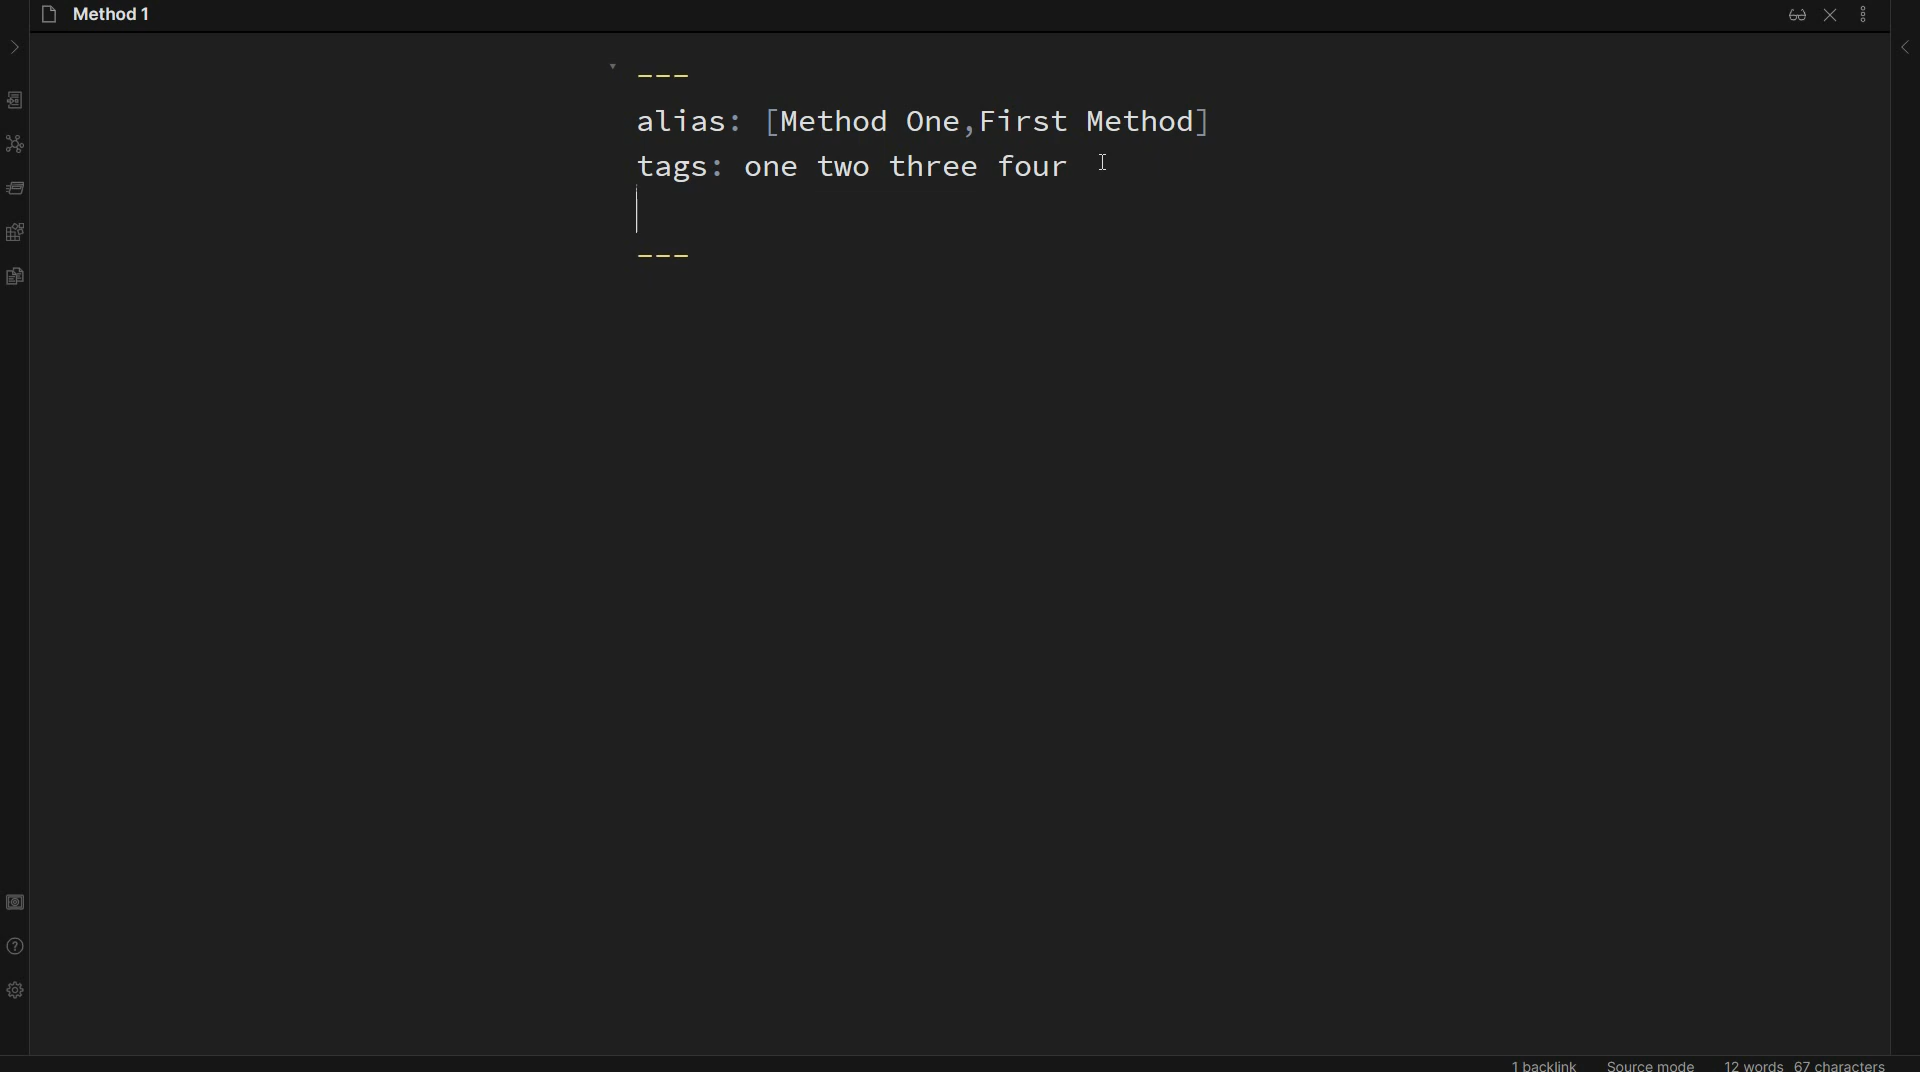 Method 1
---
alias: [Method One,First Method]
tags: one two three four
---
1 backlink Source mode 12 words 67 characters